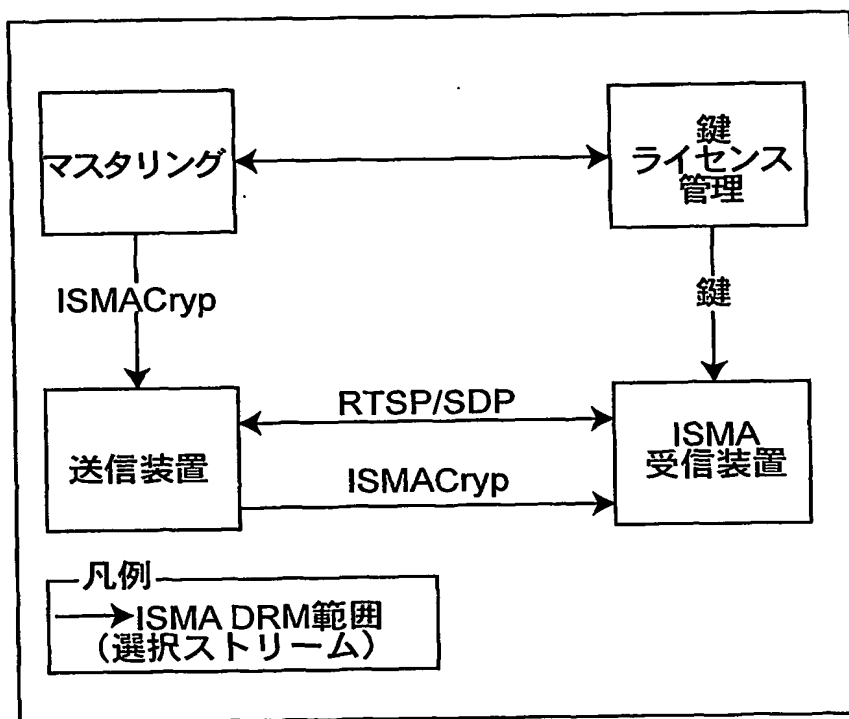 マスタリング
鍵
ライセンス
管理
ISMACryp
鍵
RTSP/SDP
送信装置
ISMA
受信装置
ISMACryp
凡例
ISMA DRM範囲
(選択ストリーム)